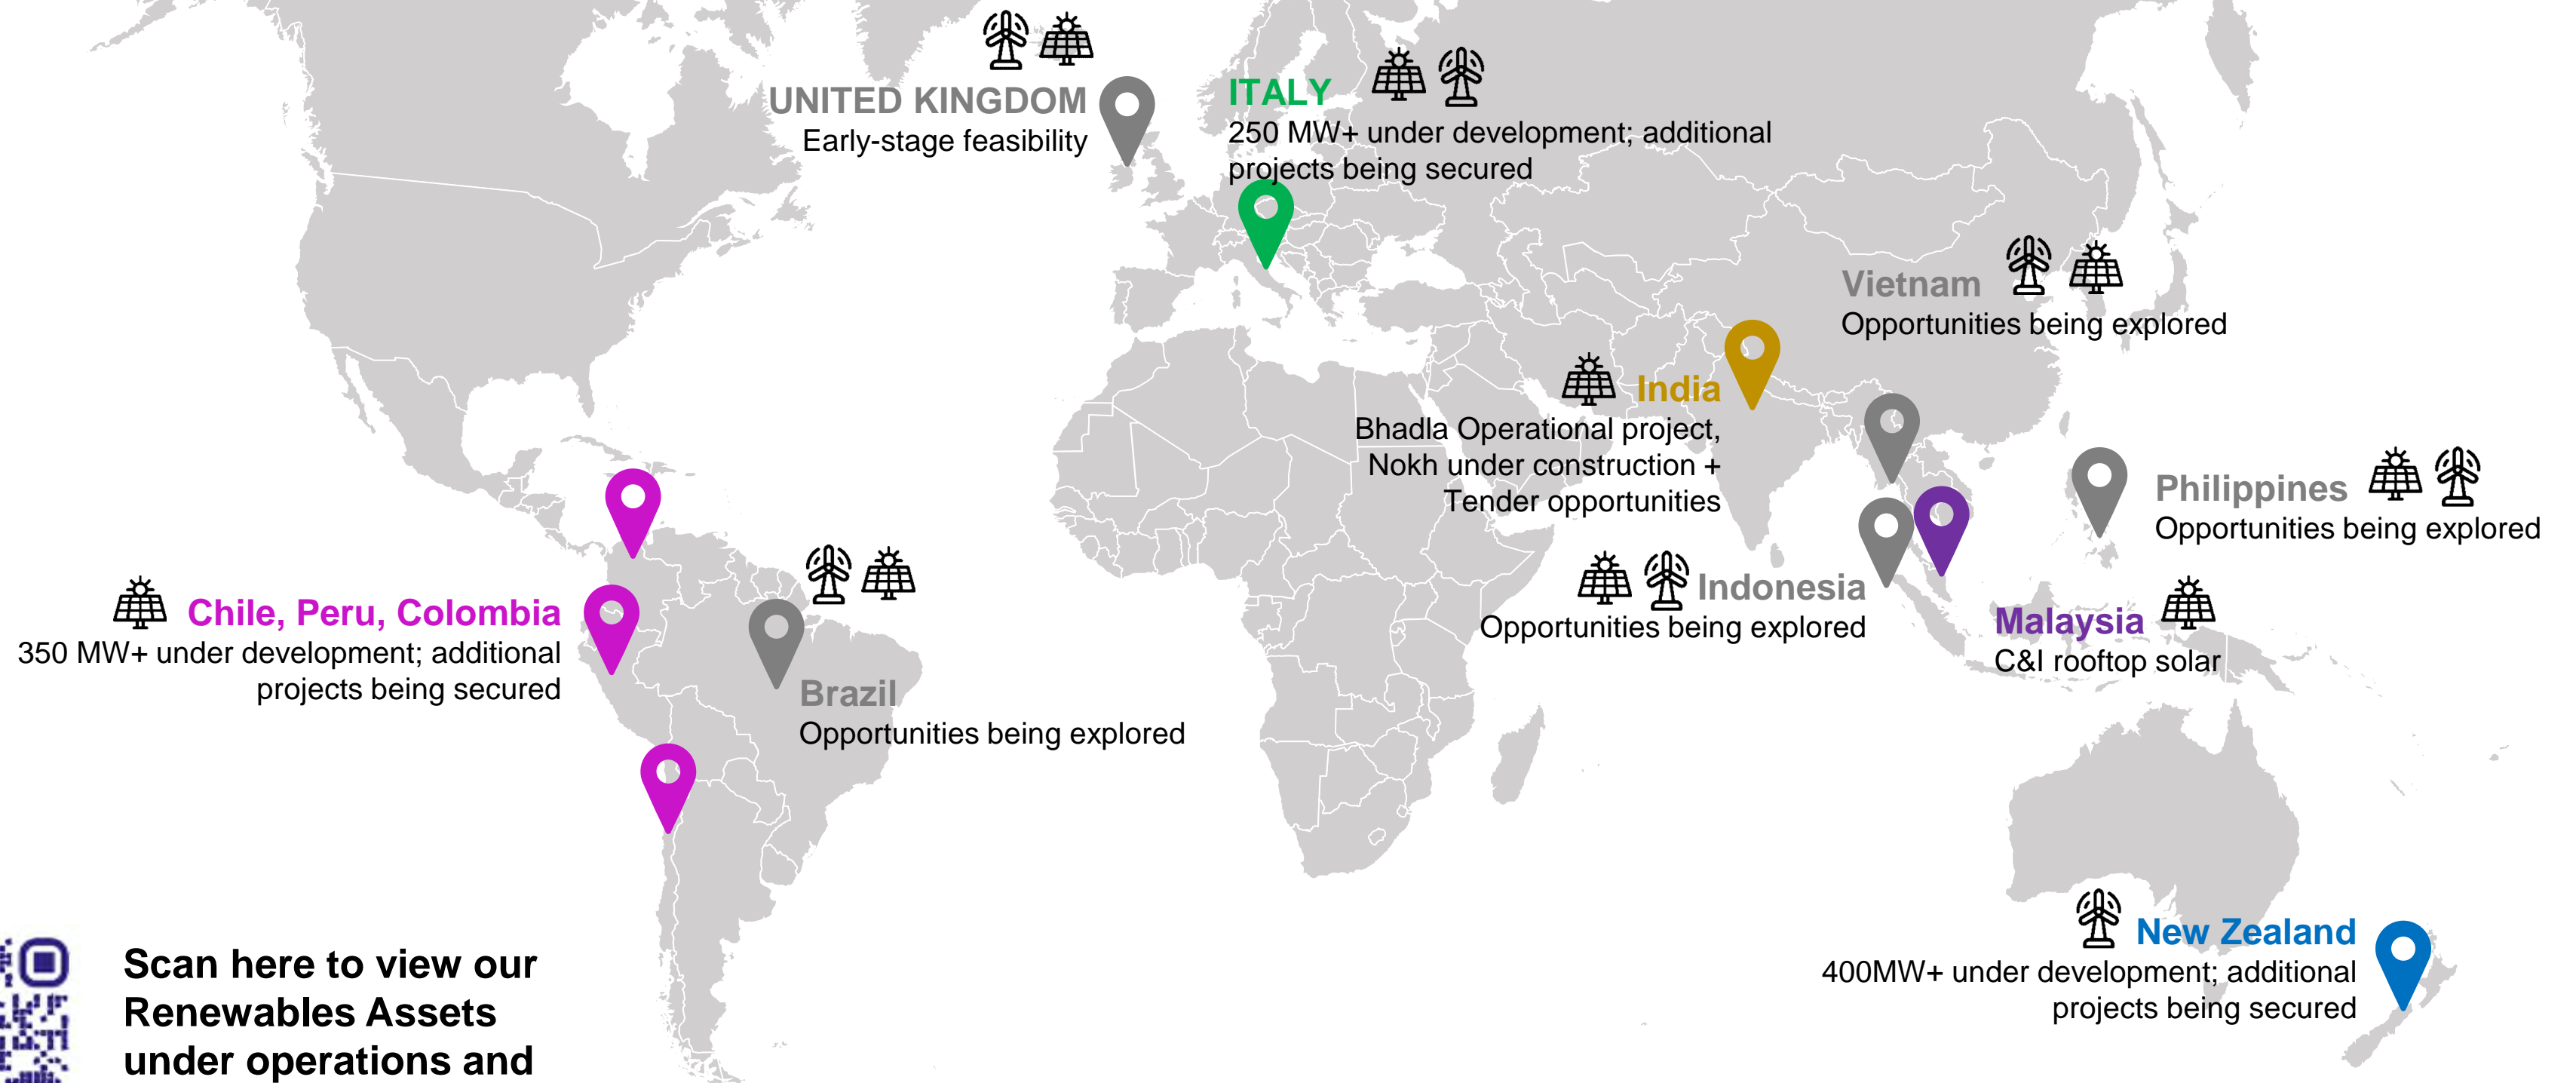 UNITED KINGDOM
Early-stage feasibility
ITALY
250 MW+ under development; additional
projects being secured
Vietnam
Opportunities being explored
India
Bhadla Operational project,
Nokh under construction +
Tender opportunities
Philippines
Opportunities being explored
Indonesia
Opportunities being explored
Malaysia
C&I rooftop solar
Chile, Peru, Colombia
350 MW+ under development; additional
projects being secured
Brazil
Opportunities being explored
New Zealand
400MW+ under development; additional
projects being secured
Scan here to view our
Renewables Assets
under operations and